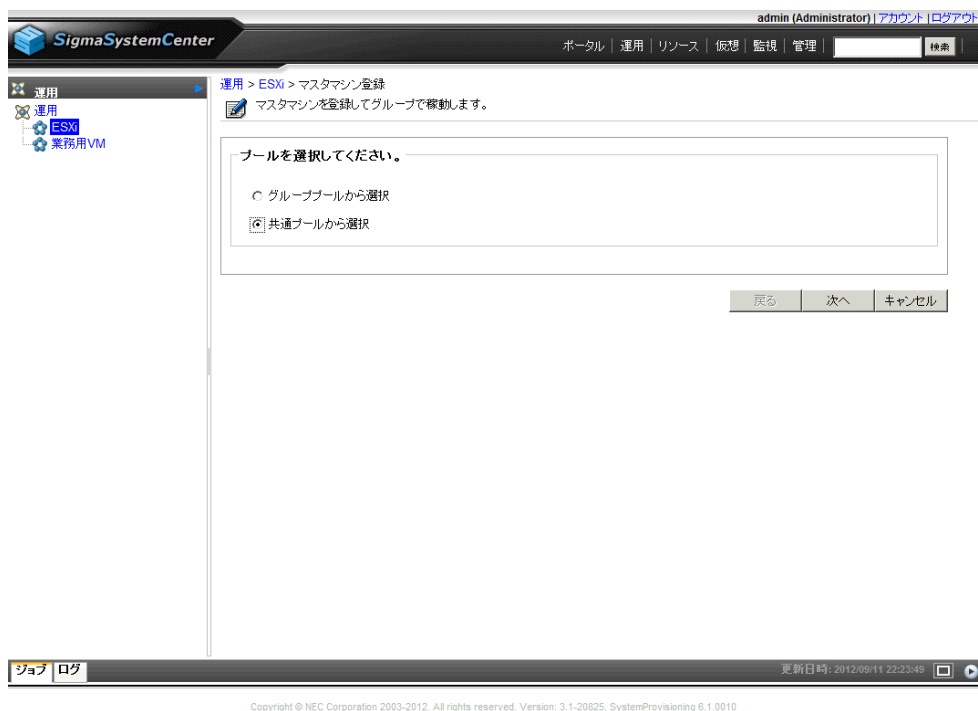 admin (Administrator) | アカウント | ログアウト
SigmaSystemCenter
ポータル | 運用 | リソース | 仮想 | 監視 | 管理 | 検索 |
運用
運用
ESXi
業務用VM
運用 > ESXi > マスタマシン登録
マスタマシンを登録してグループで稼動します。
プールを選択してください。
グループプールから選択
共通プールから選択
戻る 次へ キャンセル
ジョブ ログ
更新日時: 2012/09/11 22:23:49
Copyright © NEC Corporation 2003-2012. All rights reserved. Version: 3.1-20825, SystemProvisioning 6.1.0010